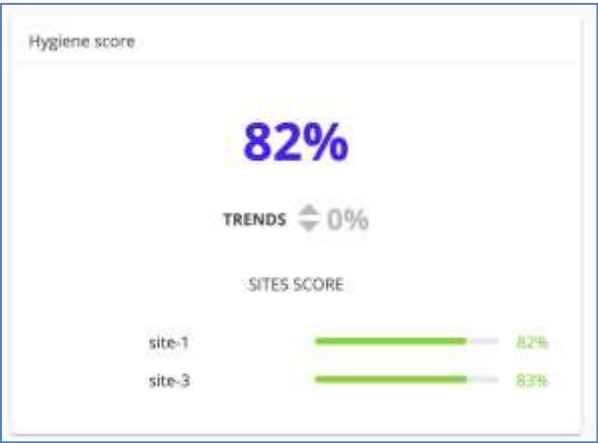 Hygiene score
82%
TRENDS 0%
SITES SCORE
site-1 82%
site-3 83%